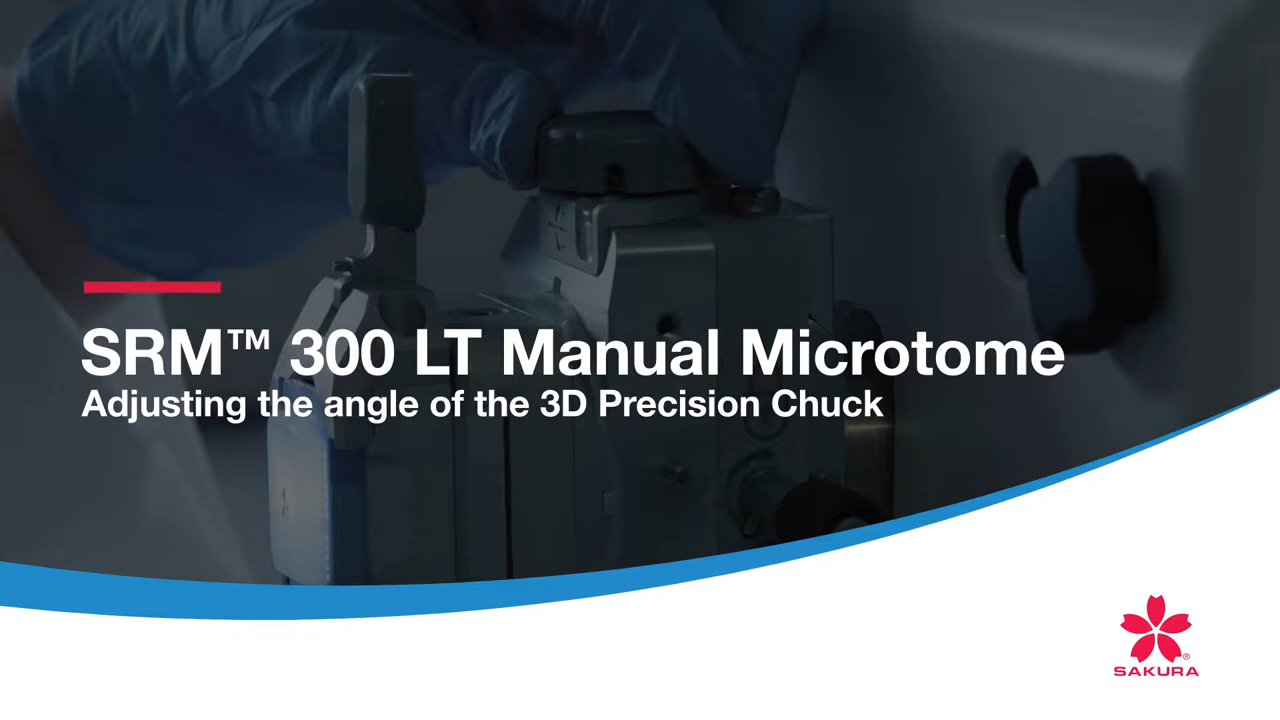 SRM™ 300 LT Manual Microtome
Adjusting the angle of the 3D Precision Chuck
SAKURA®